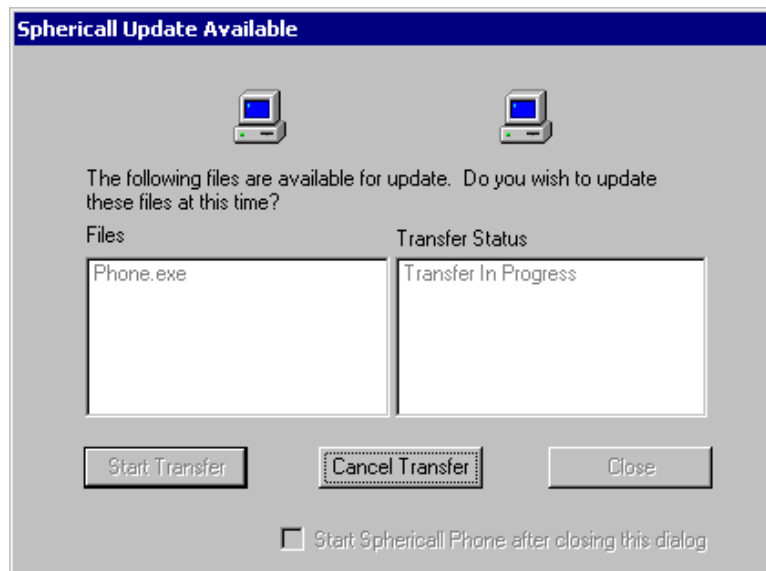 Sphericall Update Available
The following files are available for update.  Do you wish to update
these files at this time?
Files
Transfer Status
Phone.exe
Transfer In Progress
Start Transfer
Cancel Transfer
Close
Start Sphericall Phone after closing this dialog